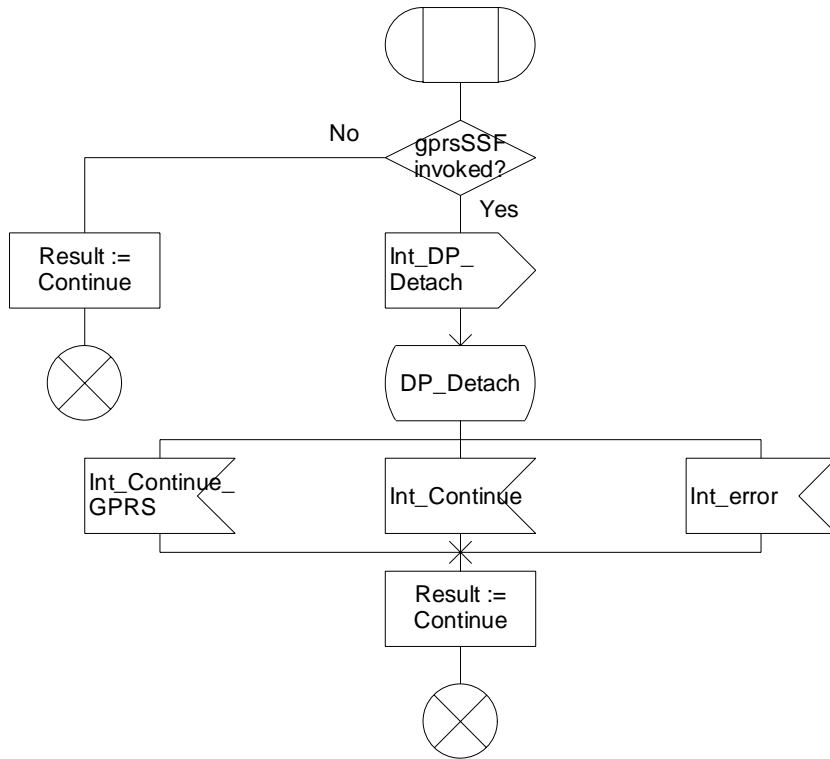 No
gprsSSF
invoked?
Yes
Result :=
Continue
Int_DP_
Detach
DP_Detach
Int_Continue_
GPRS
Int_Continue
Int_error
Result :=
Continue